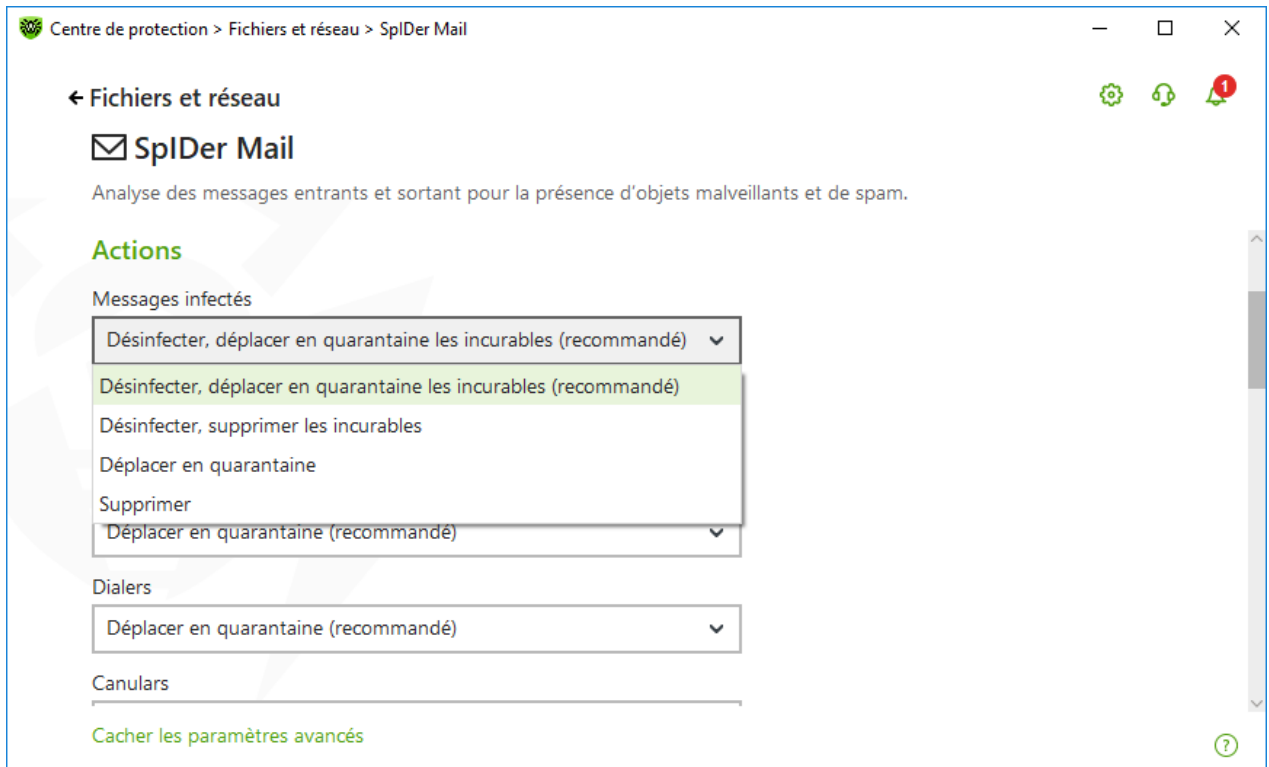 Centre de protection > Fichiers et réseau > SpIDer Mail
Fichiers et réseau
1
SpIDer Mail
Analyse des messages entrants et sortant pour la présence d'objets malveillants et de spam.
Actions
Messages infectés
Désinfecter, déplacer en quarantaine les incurables (recommandé)
Désinfecter, déplacer en quarantaine les incurables (recommandé)
Désinfecter, supprimer les incurables
Déplacer en quarantaine
Supprimer
Déplacer en quarantaine (recommandé)
Dialers
Déplacer en quarantaine (recommandé)
Canulars
Cacher les paramètres avancés
?